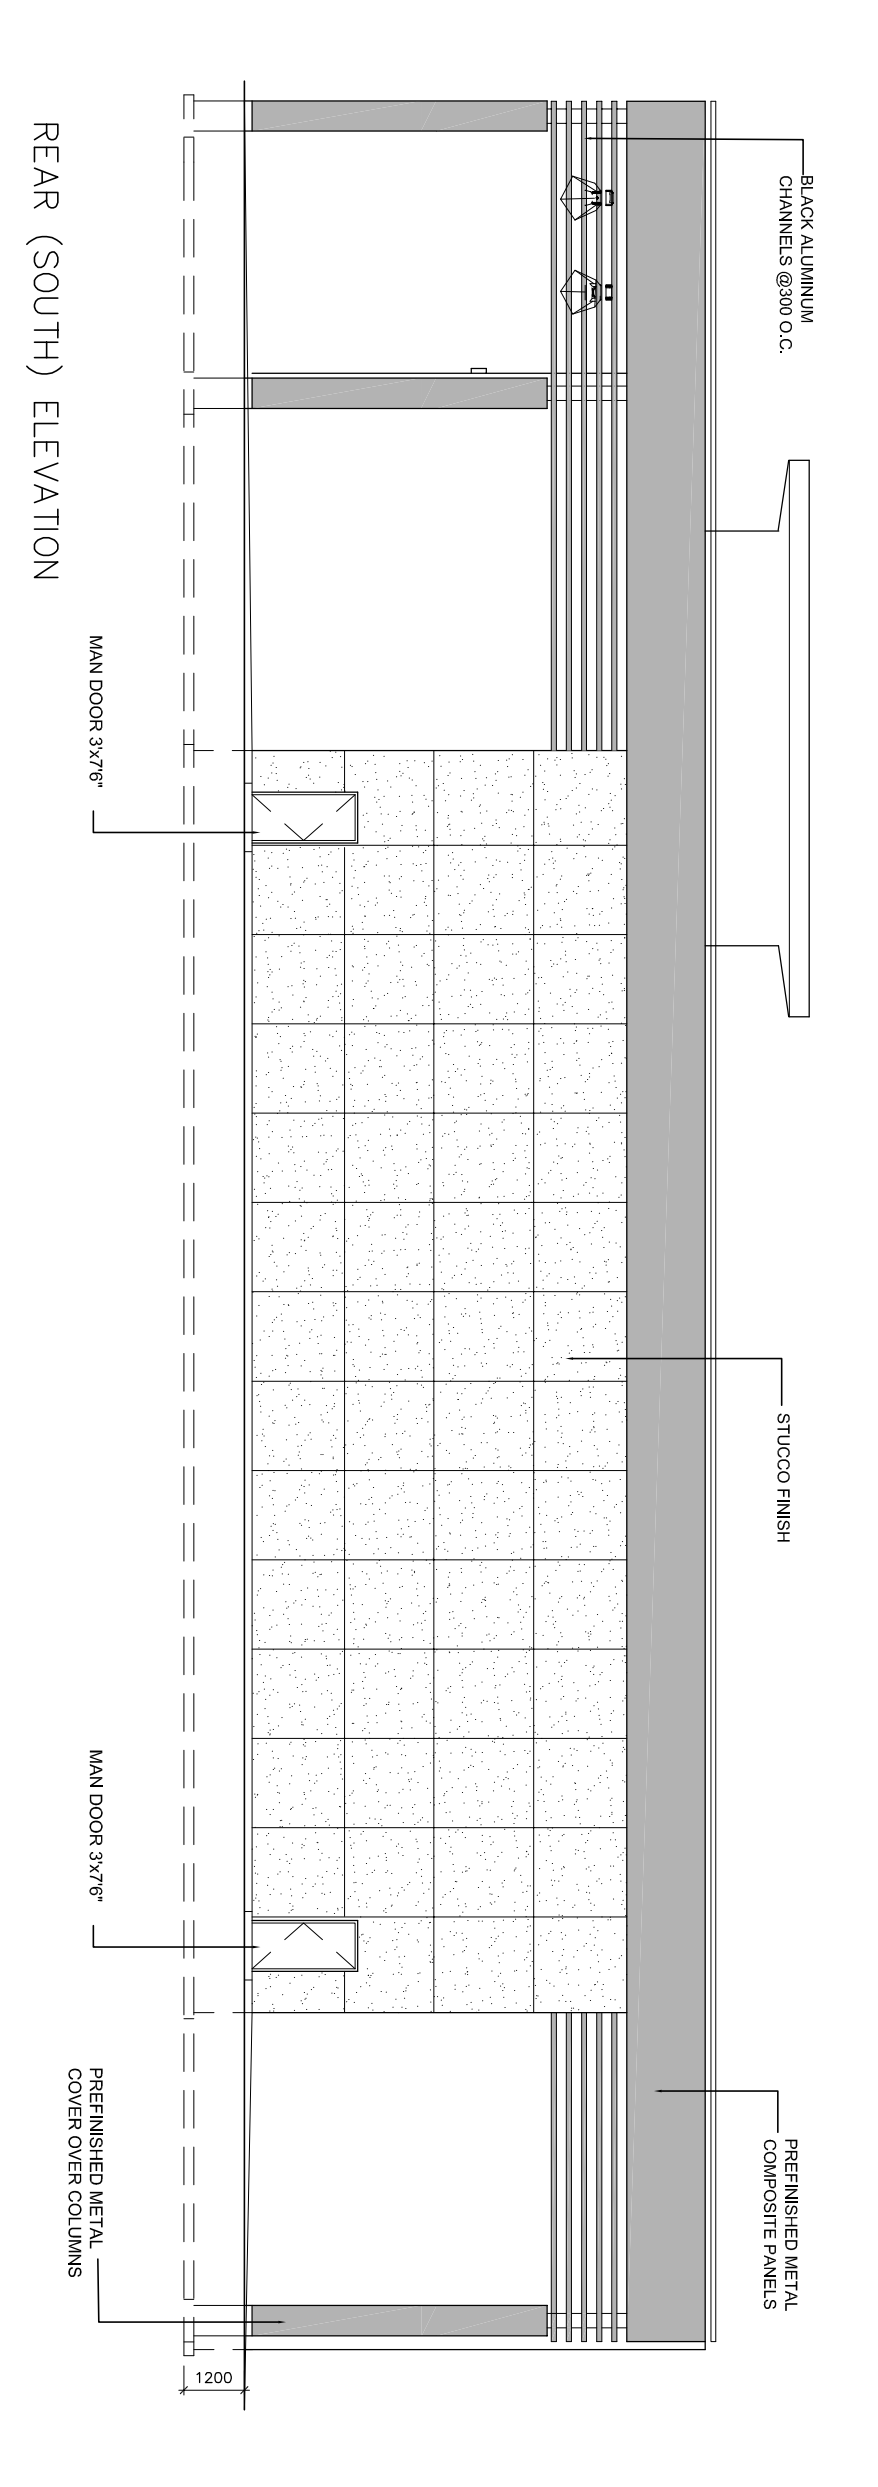 BLACK ALUMINUM
CHANNELS @300 O.C.
STUCCO FINISH
PREFINISHED METAL
COMPOSITE PANELS
MAN DOOR 3'x7'6"
MAN DOOR 3'x7'6"
PREFINISHED METAL
COVER OVER COLUMNS
1200
REAR (SOUTH) ELEVATION